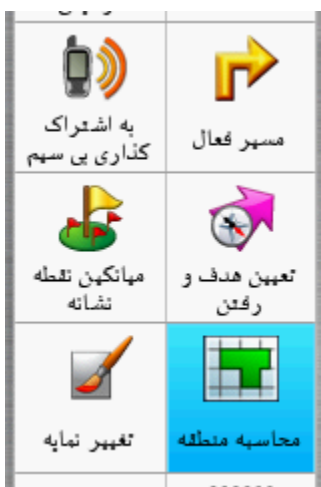 مسیر فعال
به اشتراک
گذاری بی سیم
تعیین هدف و
رفتن
میانگین نقطه
نشانه
محاسبه منطقه
تغییر نمایه